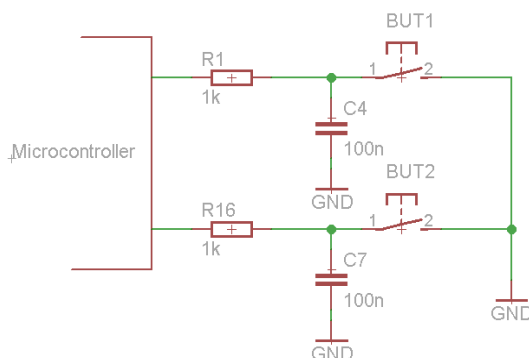 BUT1
R1
1 2
1k
C4
Microcontroller
100n
BUT2
GND
R16
1 2
1k
C7
100n
GND
GND